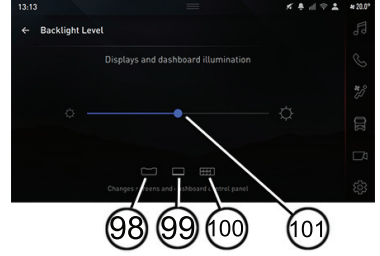 13:13
20.0°
← Backlight Level
Displays and dashboard illumination
Changes screens and dashboard control panel
98 99 100 101